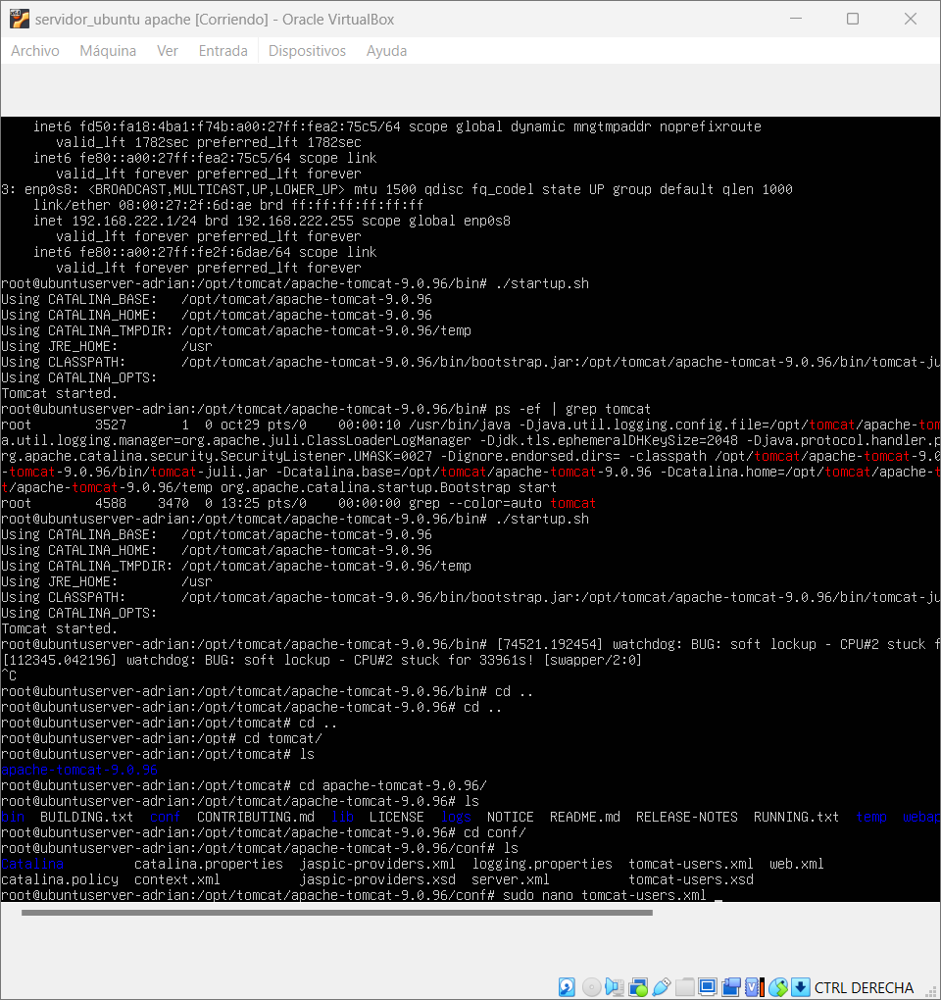 servidor_ubuntu apache [Corriendo] - Oracle VirtualBox
Archivo Máquina Ver Entrada Dispositivos Ayuda
inet6 fd50:fa18:4ba1:f74b:a00:27ff:fea2:75c5/64 scope global dynamic mngtmpaddr noprefixroute
valid_lft 1782sec preferred_lft 1782sec
inet6 fe80::a00:27ff:fea2:75c5/64 scope link
valid_lft forever preferred_lft forever
3: enp0s8: <BROADCAST,MULTICAST,UP,LOWER_UP> mtu 1500 qdisc fq_codel state UP group default qlen 1000
link/ether 08:00:27:2f:6d:ae brd ff:ff:ff:ff:ff:ff
inet 192.168.222.1/24 brd 192.168.222.255 scope global enp0s8
valid_lft forever preferred_lft forever
inet6 fe80::a00:27ff:fe2f:6dae/64 scope link
valid_lft forever preferred_lft forever
root@ubuntuserver-adrian:/opt/tomcat/apache-tomcat-9.0.96/bin# ./startup.sh
Using CATALINA_BASE:   /opt/tomcat/apache-tomcat-9.0.96
Using CATALINA_HOME:   /opt/tomcat/apache-tomcat-9.0.96
Using CATALINA_TMPDIR: /opt/tomcat/apache-tomcat-9.0.96/temp
Using JRE_HOME:        /usr
Using CLASSPATH:       /opt/tomcat/apache-tomcat-9.0.96/bin/bootstrap.jar:/opt/tomcat/apache-tomcat-9.0.96/bin/tomcat-ju
Using CATALINA_OPTS:
Tomcat started.
root@ubuntuserver-adrian:/opt/tomcat/apache-tomcat-9.0.96/bin# ps -ef | grep tomcat
root        3527       1  0 oct29 pts/0    00:00:10 /usr/bin/java -Djava.util.logging.config.file=/opt/tomcat/apache-tom
a.util.logging.manager=org.apache.juli.ClassLoaderLogManager -Djdk.tls.ephemeralDHKeySize=2048 -Djava.protocol.handler.p
rg.apache.catalina.security.SecurityListener.UMASK=0027 -Dignore.endorsed.dirs= -classpath /opt/tomcat/apache-tomcat-9.0
-tomcat-9.0.96/bin/tomcat-juli.jar -Dcatalina.base=/opt/tomcat/apache-tomcat-9.0.96 -Dcatalina.home=/opt/tomcat/apache-t
t/apache-tomcat-9.0.96/temp org.apache.catalina.startup.Bootstrap start
root        4588    3470  0 13:25 pts/0    00:00:00 grep --color=auto tomcat
root@ubuntuserver-adrian:/opt/tomcat/apache-tomcat-9.0.96/bin# ./startup.sh
Using CATALINA_BASE:   /opt/tomcat/apache-tomcat-9.0.96
Using CATALINA_HOME:   /opt/tomcat/apache-tomcat-9.0.96
Using CATALINA_TMPDIR: /opt/tomcat/apache-tomcat-9.0.96/temp
Using JRE_HOME:        /usr
Using CLASSPATH:       /opt/tomcat/apache-tomcat-9.0.96/bin/bootstrap.jar:/opt/tomcat/apache-tomcat-9.0.96/bin/tomcat-ju
Using CATALINA_OPTS:
Tomcat started.
root@ubuntuserver-adrian:/opt/tomcat/apache-tomcat-9.0.96/bin# [74521.192454] watchdog: BUG: soft lockup - CPU#2 stuck f
[112345.042196] watchdog: BUG: soft lockup - CPU#2 stuck for 33961s! [swapper/2:0]
^C
root@ubuntuserver-adrian:/opt/tomcat/apache-tomcat-9.0.96/bin# cd ..
root@ubuntuserver-adrian:/opt/tomcat/apache-tomcat-9.0.96# cd ..
root@ubuntuserver-adrian:/opt/tomcat# cd ..
root@ubuntuserver-adrian:/opt# cd tomcat/
root@ubuntuserver-adrian:/opt/tomcat# ls
apache-tomcat-9.0.96
root@ubuntuserver-adrian:/opt/tomcat# cd apache-tomcat-9.0.96/
root@ubuntuserver-adrian:/opt/tomcat/apache-tomcat-9.0.96# ls
bin  BUILDING.txt  conf  CONTRIBUTING.md  lib  LICENSE  logs  NOTICE  README.md  RELEASE-NOTES  RUNNING.txt  temp  webap
root@ubuntuserver-adrian:/opt/tomcat/apache-tomcat-9.0.96# cd conf/
root@ubuntuserver-adrian:/opt/tomcat/apache-tomcat-9.0.96/conf# ls
Catalina         catalina.properties  jaspic-providers.xml  logging.properties  tomcat-users.xml  web.xml
catalina.policy  context.xml          jaspic-providers.xsd  server.xml          tomcat-users.xsd
root@ubuntuserver-adrian:/opt/tomcat/apache-tomcat-9.0.96/conf# sudo nano tomcat-users.xml _
CTRL DERECHA